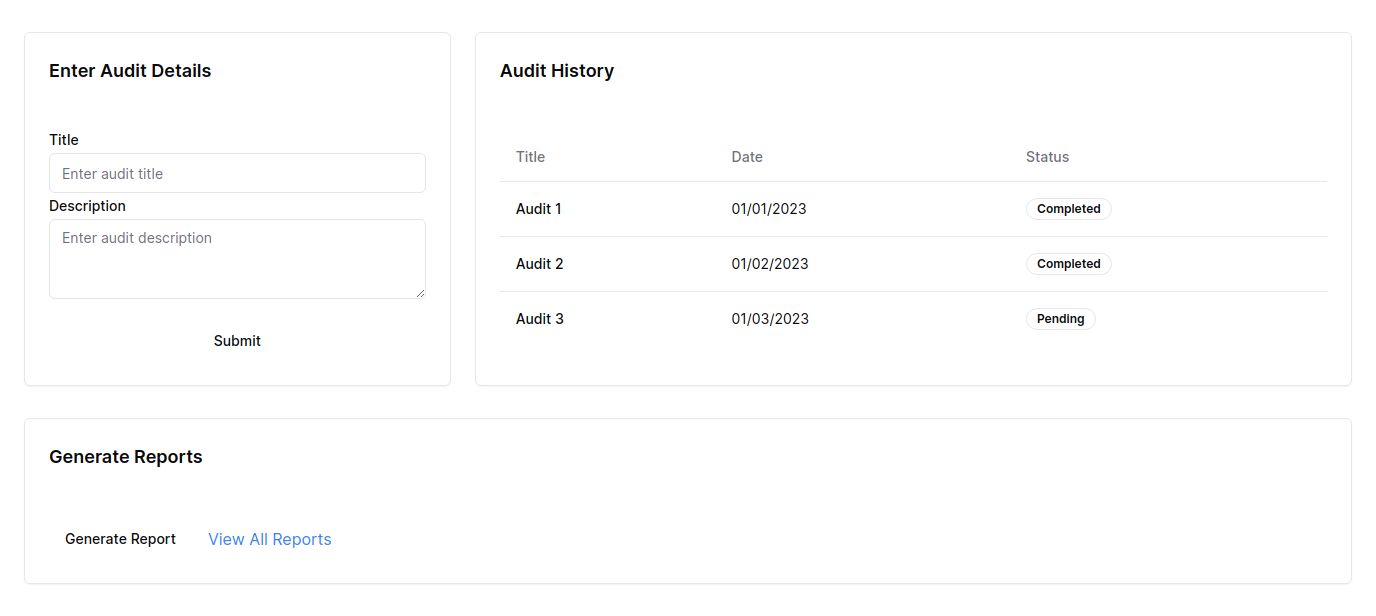 Enter Audit Details
Title
Enter audit title
Description
Enter audit description
Submit
Audit History
Title Date Status
Audit 1 01/01/2023 Completed
Audit 2 01/02/2023 Completed
Audit 3 01/03/2023 Pending
Generate Reports
Generate Report View All Reports